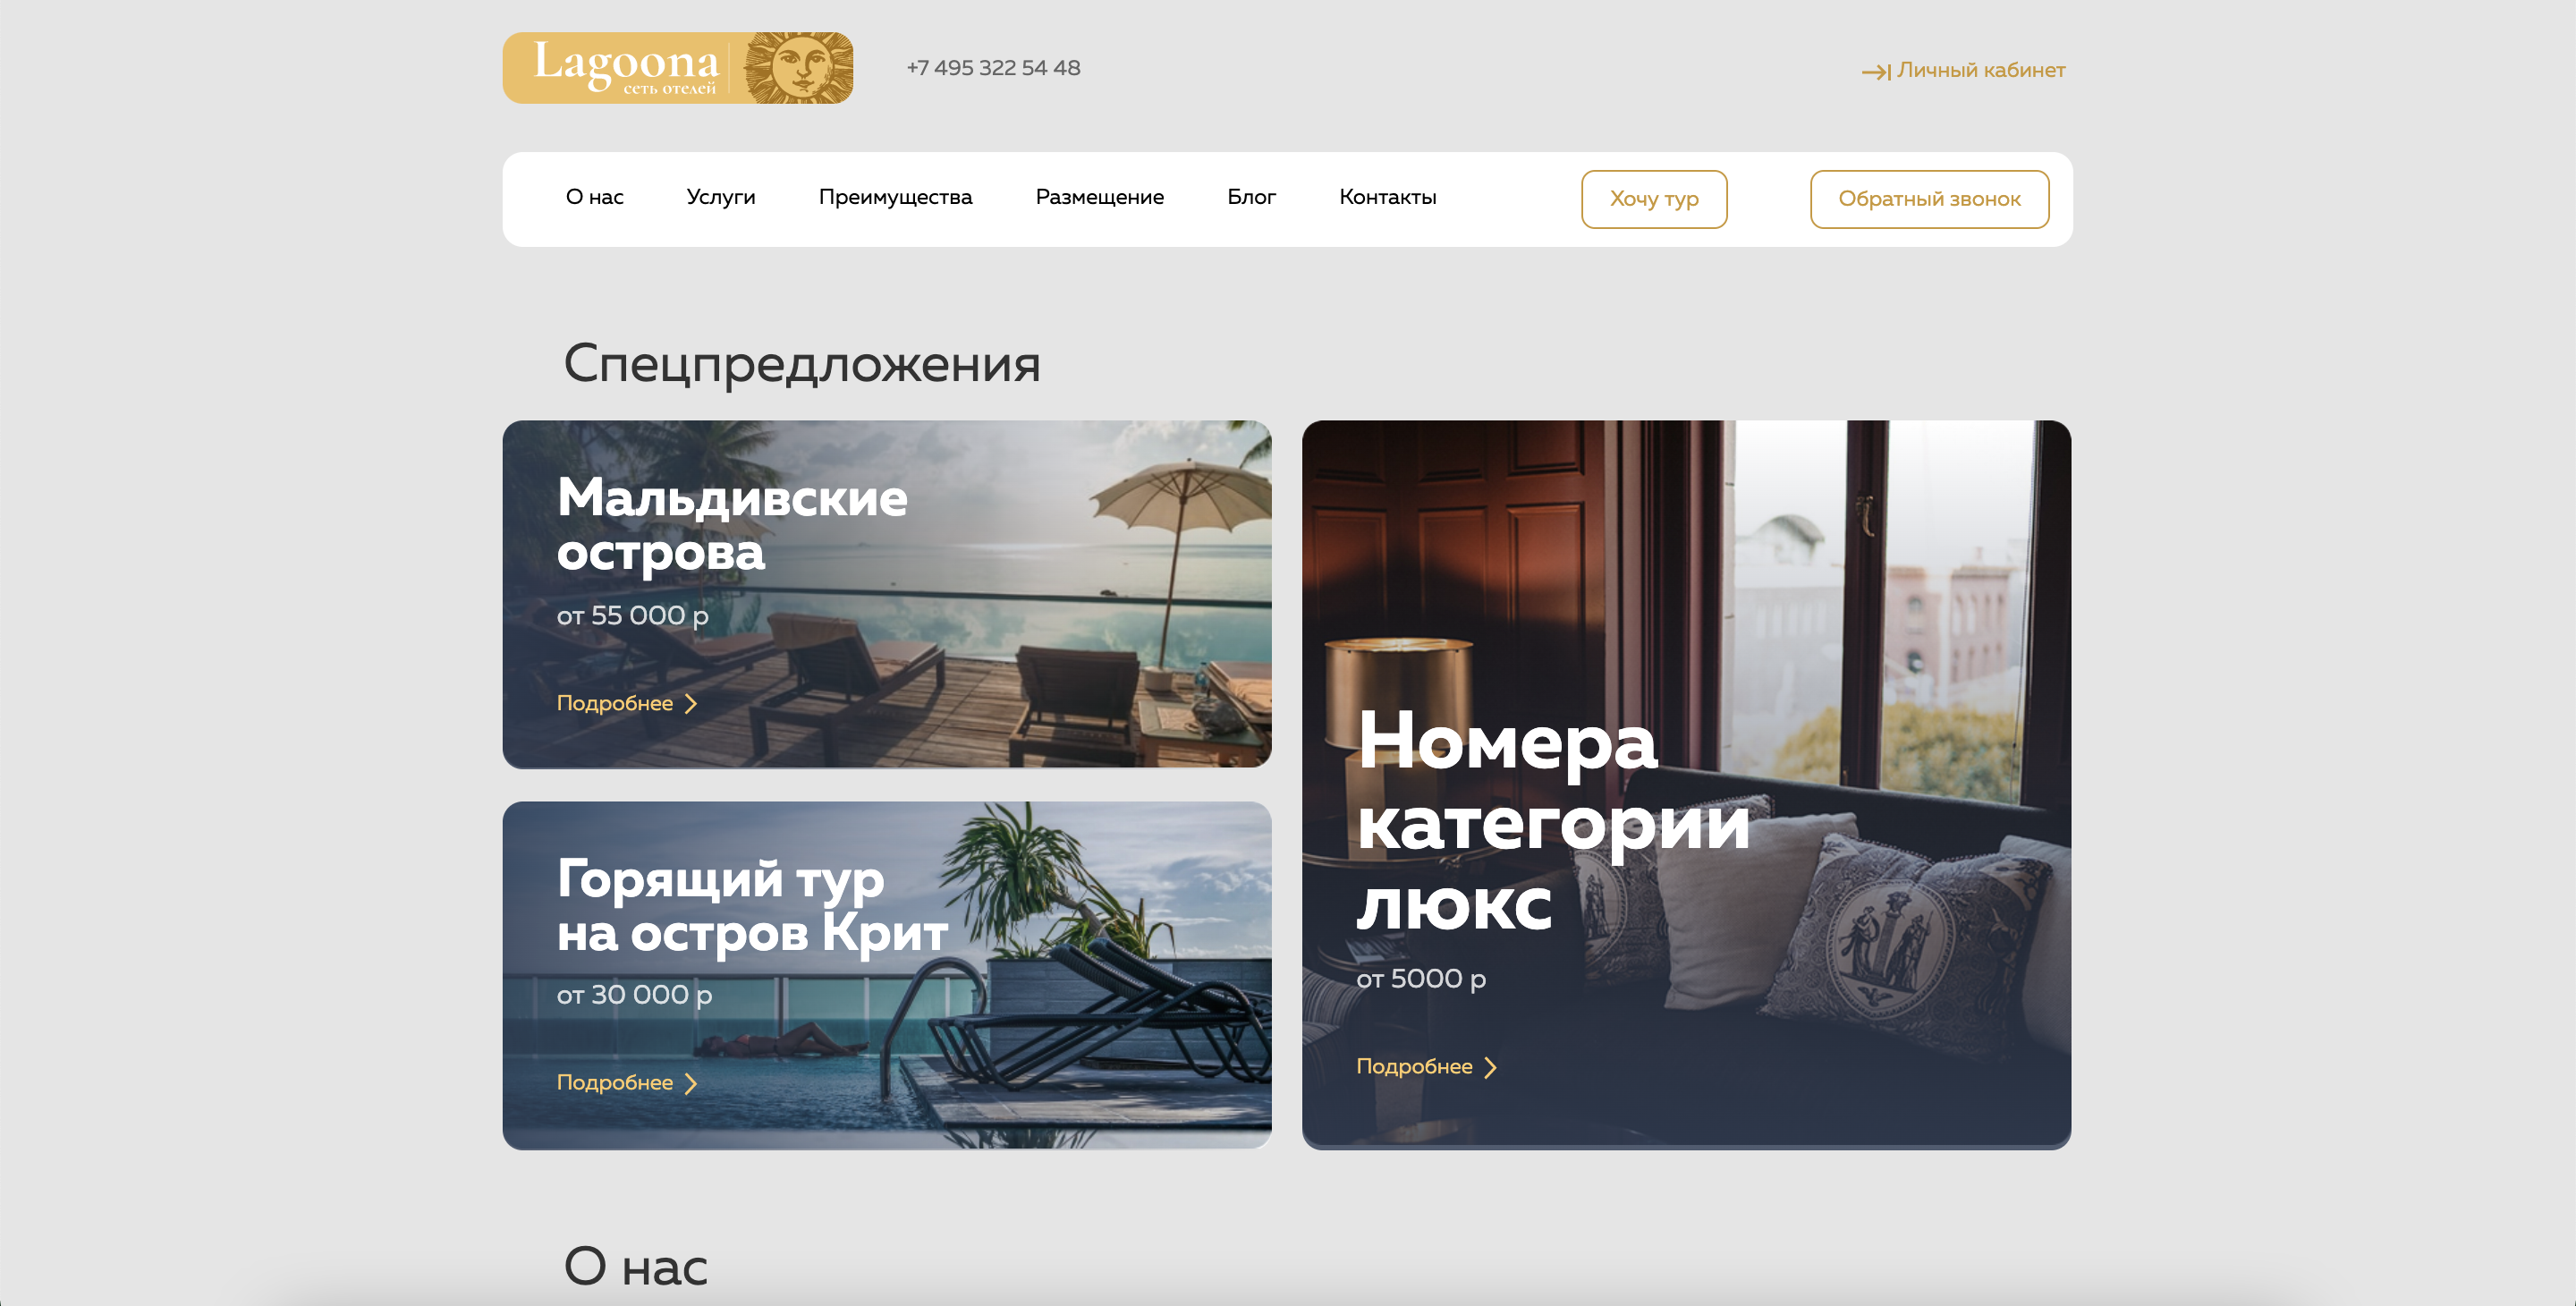 Lagoona
сеть отелей
+7 495 322 54 48
Личный кабинет
О нас
Услуги
Преимущества
Размещение
Блог
Контакты
Хочу тур
Обратный звонок
Спецпредложения
Мальдивские
острова
от 55 000 р
Подробнее
Горящий тур
на остров Крит
от 30 000 р
Подробнее
Номера
категории
люкс
от 5000 р
Подробнее
О нас